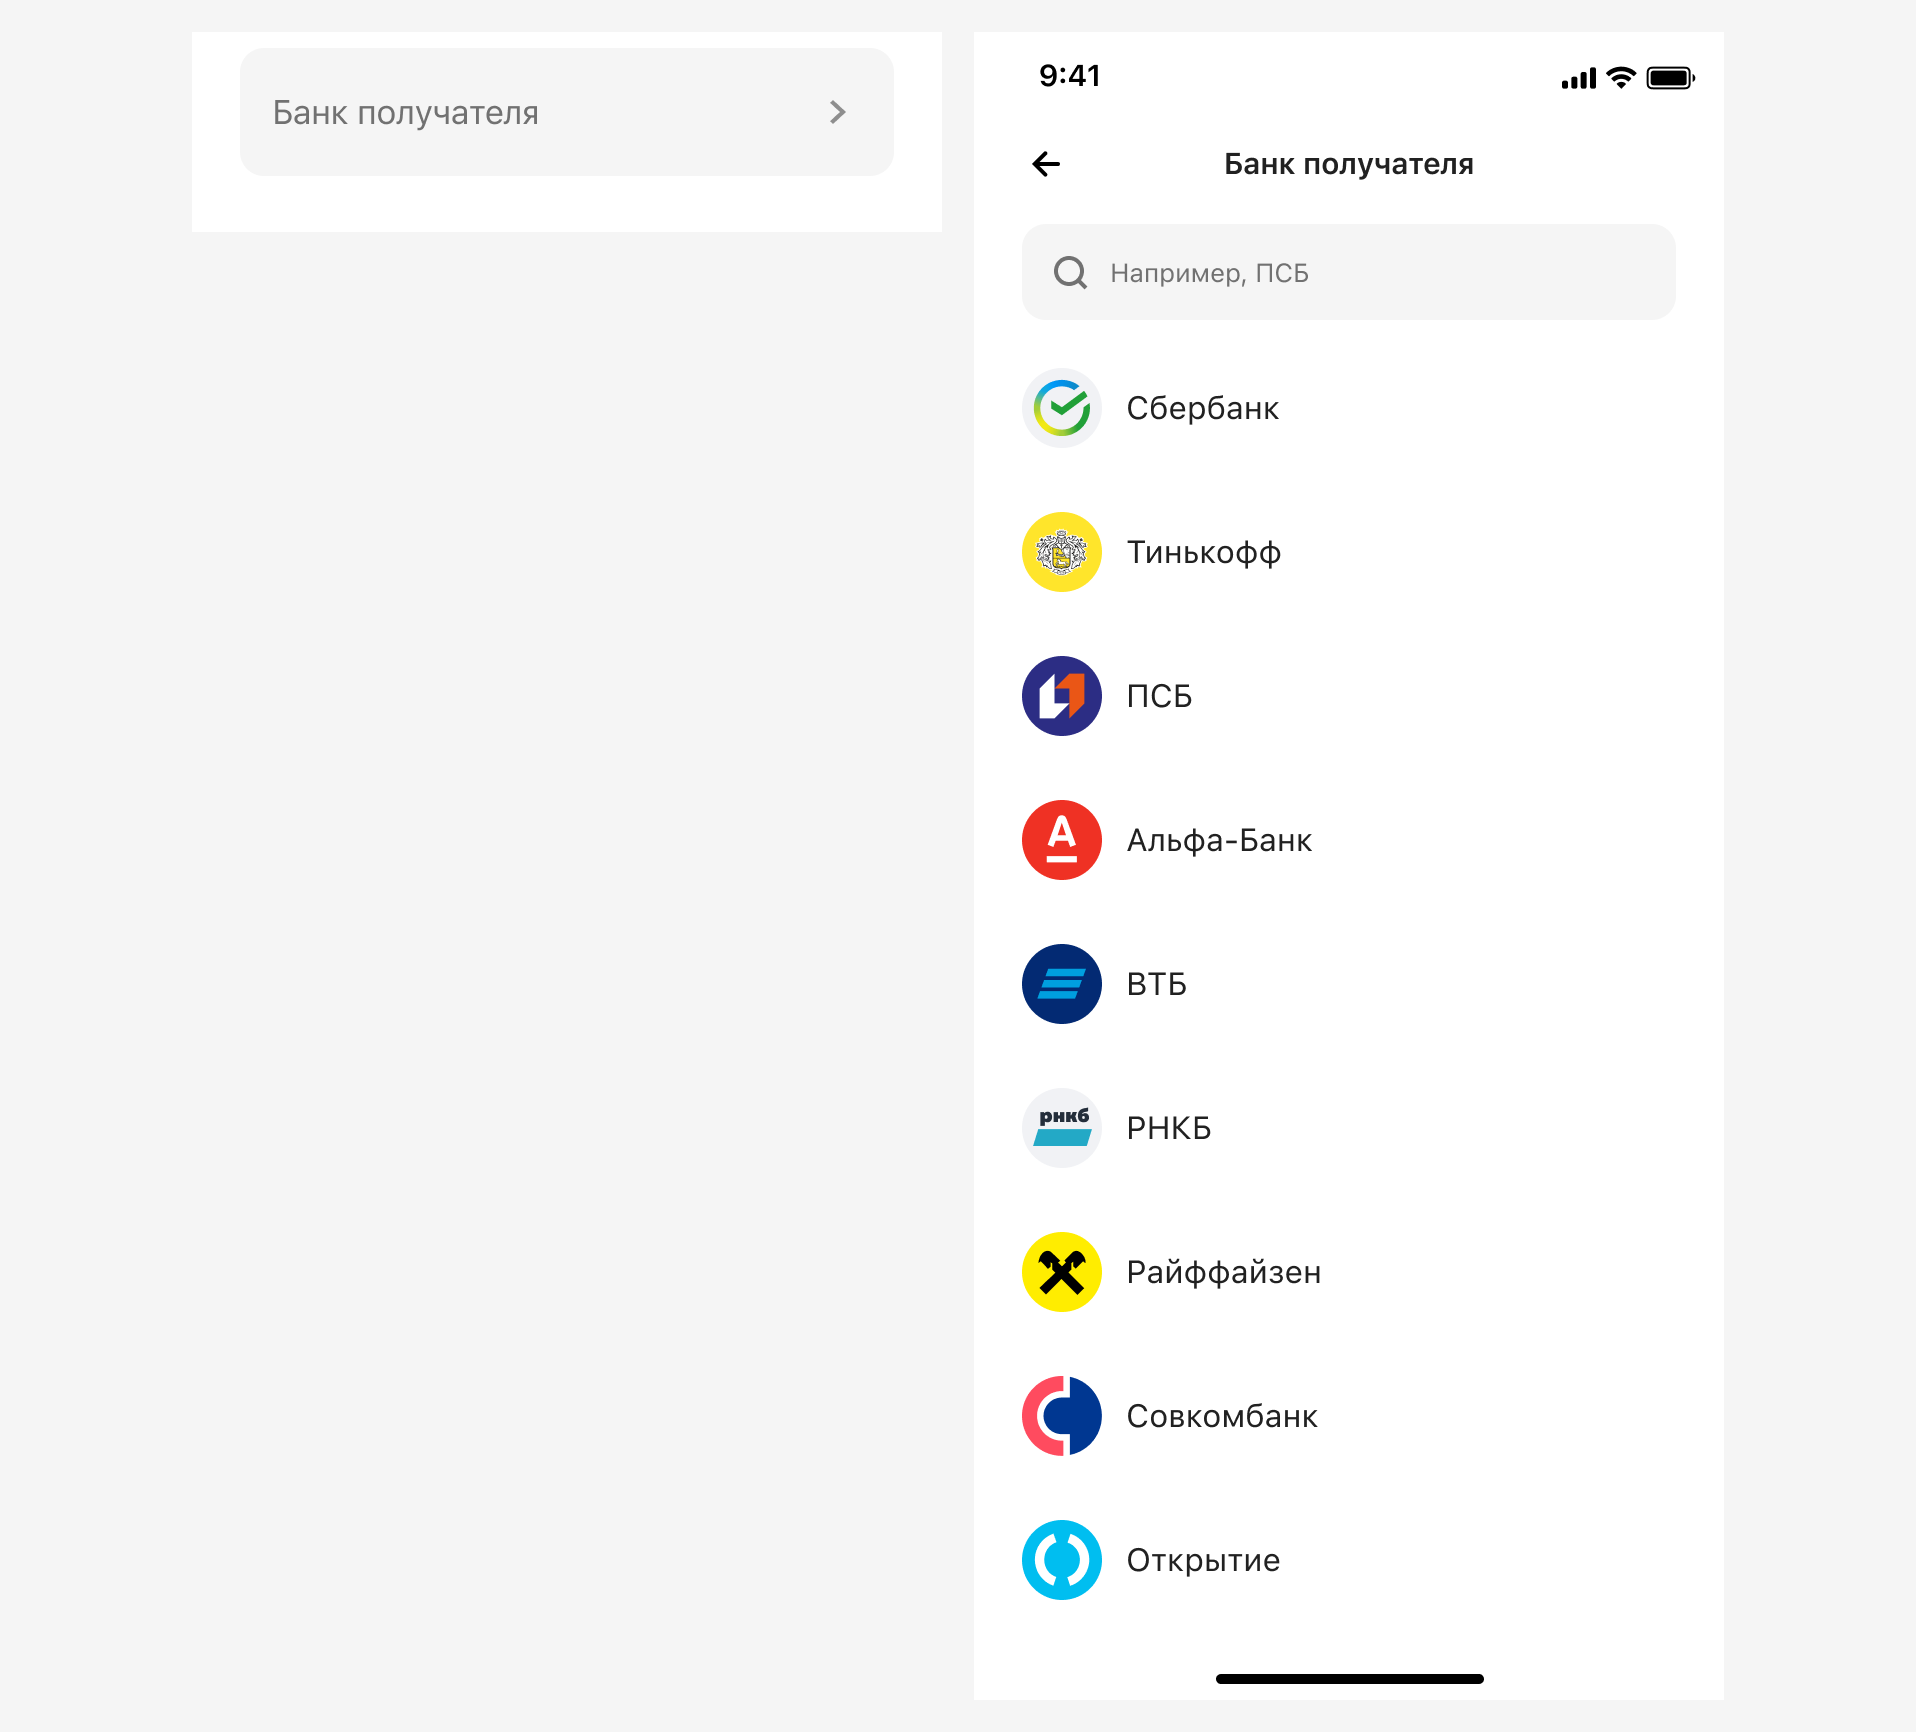 Банк получателя
9:41
Банк получателя
Например, ПСБ
Сбербанк
Тинькофф
ПСБ
Альфа-Банк
ВТБ
рнкб
РНКБ
Райффайзен
Совкомбанк
Открытие